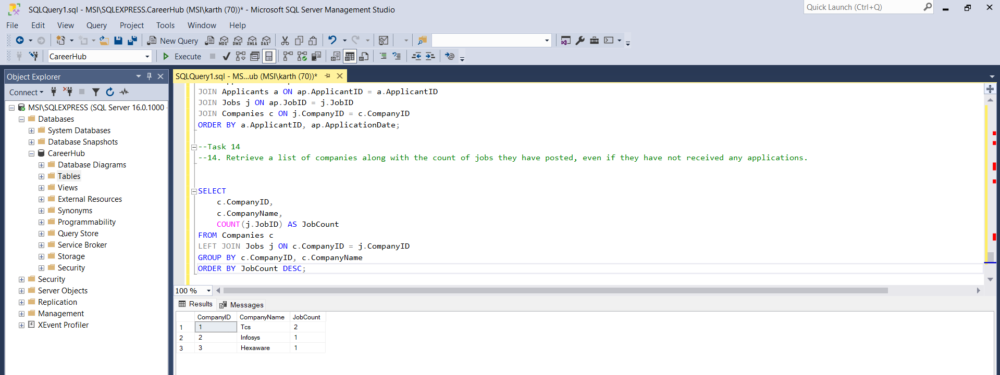 SQLQuery1.sql - MSI\SQLEXPRESS.CareerHub (MSI\karth (70))* - Microsoft SQL Server Management Studio
Quick Launch (Ctrl+Q)
File Edit View Query Project Tools Window Help
New Query MDX DMX XMLA DAX
CareerHub Execute
Object Explorer
SQLQuery1.sql - MS...ub (MSI\karth (70))*
Connect
MSI\SQLEXPRESS (SQL Server 16.0.1000 -
Databases
System Databases
Database Snapshots
CareerHub
Database Diagrams
Tables
Views
External Resources
Synonyms
Programmability
Query Store
Service Broker
Storage
Security
Security
Server Objects
Replication
Management
XEvent Profiler
JOIN Applicants a ON ap.ApplicantID = a.ApplicantID
JOIN Jobs j ON ap.JobID = j.JobID
JOIN Companies c ON j.CompanyID = c.CompanyID
ORDER BY a.ApplicantID, ap.ApplicationDate;
--Task 14
--14. Retrieve a list of companies along with the count of jobs they have posted, even if they have not received any applications.
SELECT
c.CompanyID,
c.CompanyName,
COUNT(j.JobID) AS JobCount
FROM Companies c
LEFT JOIN Jobs j ON c.CompanyID = j.CompanyID
GROUP BY c.CompanyID, c.CompanyName
ORDER BY JobCount DESC;
100 %
Results Messages
CompanyID CompanyName JobCount
1 1 Tcs 2
2 2 Infosys 1
3 3 Hexaware 1